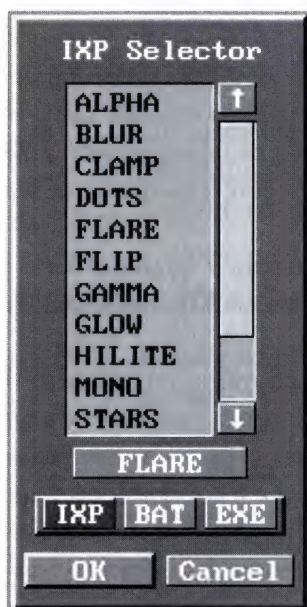 IXP Selector
ALPHA
BLUR
CLAMP
DOTS
FLARE
FLIP
GAMMA
GLOW
HILITE
MONO
STARS
FLARE
IXP BAT EXE
OK Cancel